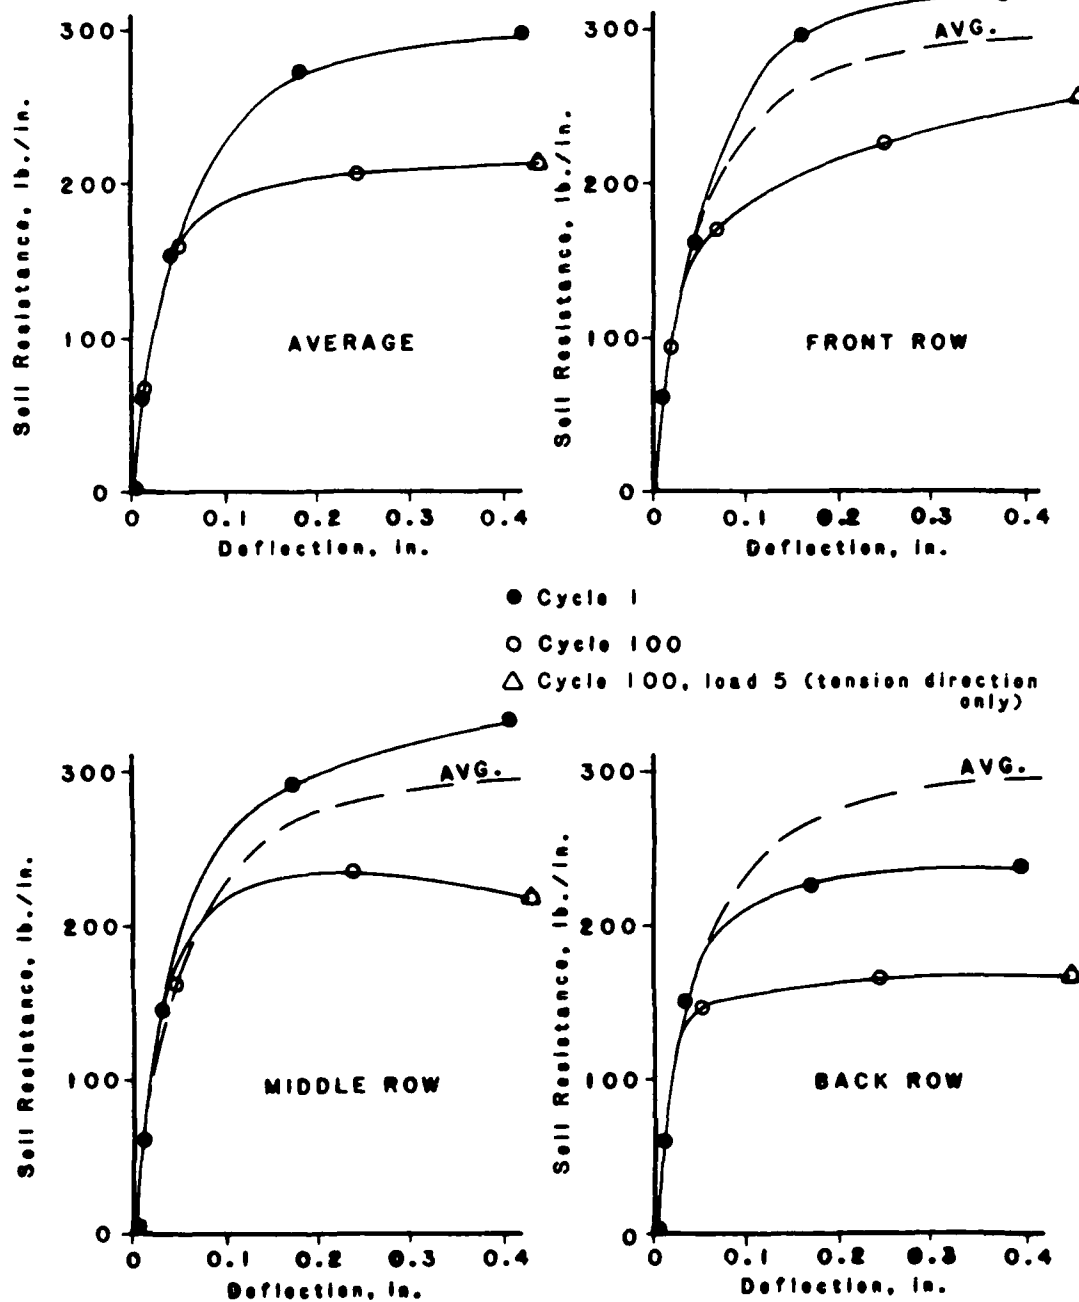 300
200
100
0
Soil Resistance, lb./in.
AVERAGE
0 0.1 0.2 0.3 0.4
Deflection, in.
300
200
100
0
Soil Resistance, lb./in.
AVG.
FRONT ROW
0 0.1 0.2 0.3 0.4
Deflection, in.
Cycle 1
Cycle 100
Cycle 100, load 5 (tension direction
only)
300
200
100
0
Soil Resistance, lb./in.
AVG.
MIDDLE ROW
0 0.1 0.2 0.3 0.4
Deflection, in.
300
200
100
0
Soil Resistance, lb./in.
AVG.
BACK ROW
0 0.1 0.2 0.3 0.4
Deflection, in.